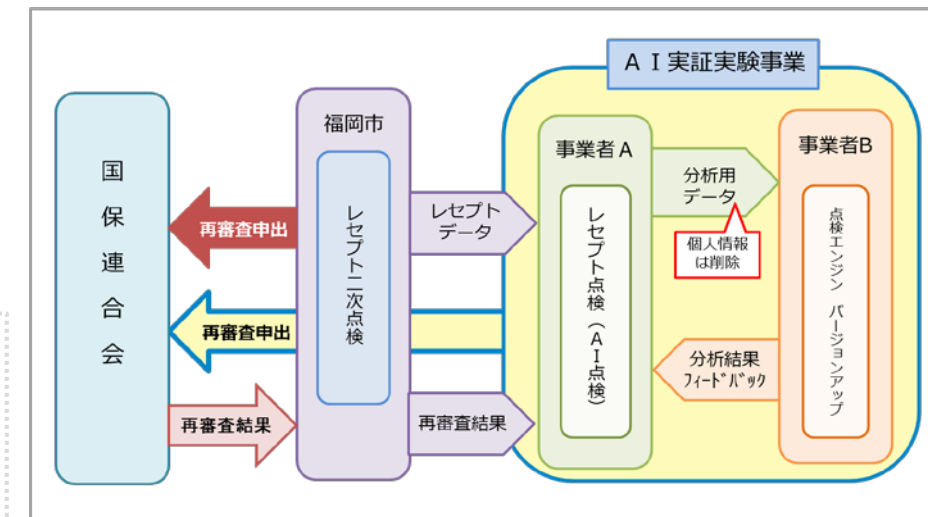 ＡＩ実証実験事業
国保連合会
福岡市
レセプト二次点検
再審査申出
再審査申出
再審査結果
レセプト
データ
再審査結果
事業者Ａ
レセプト点検（ＡＩ点検）
分析用
データ
個人情報
は削除
分析結果
ﾌｨｰﾄﾞﾊﾞｯｸ
事業者B
点検エンジン　バージョンアップ